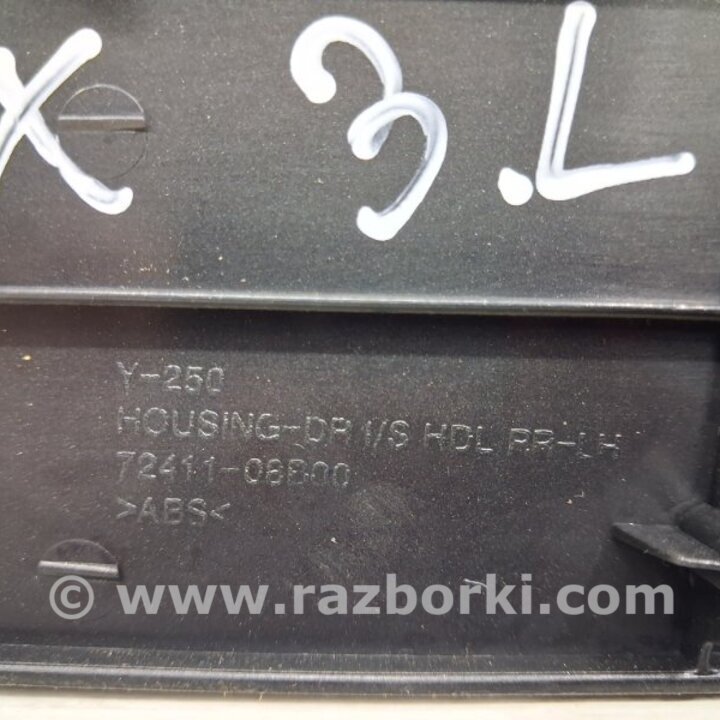 X 3.L
Y-250
HOUSING-DR I/S HDL RR-LH
72411-08B00
>ABS<
© www.razborki.com